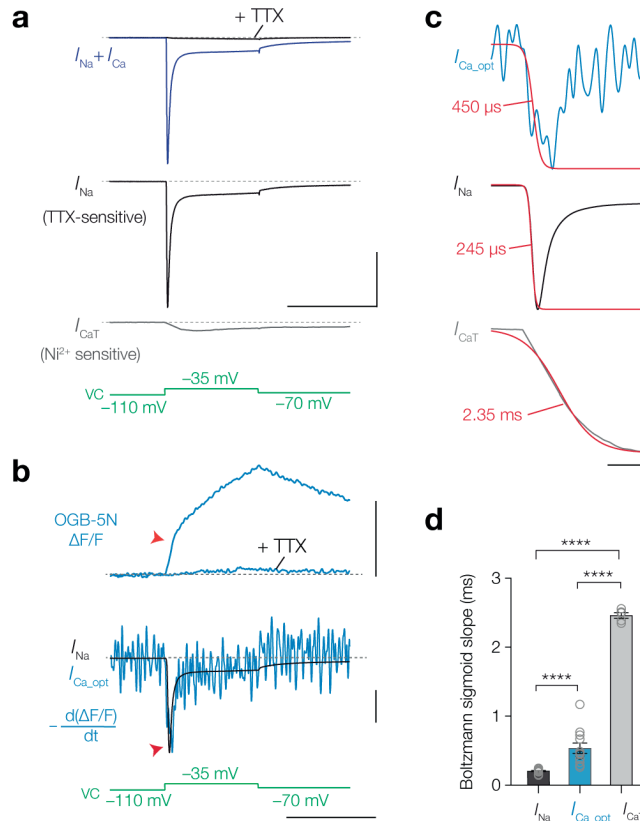 a
+ TTX
INa + ICa
INa
(TTX-sensitive)
ICaT
(Ni2+ sensitive)
−35 mV
VC
−110 mV
−70 mV
b
OGB-5N
ΔF/F
+ TTX
INa
ICa_opt
− d(ΔF/F)
dt
−35 mV
VC
−110 mV
−70 mV
c
ICa_opt
450 µs
INa
245 µs
ICaT
2.35 ms
d
****
****
****
Boltzmann sigmoid slope (ms)
3
2
1
0
INa
ICa_opt
ICaT